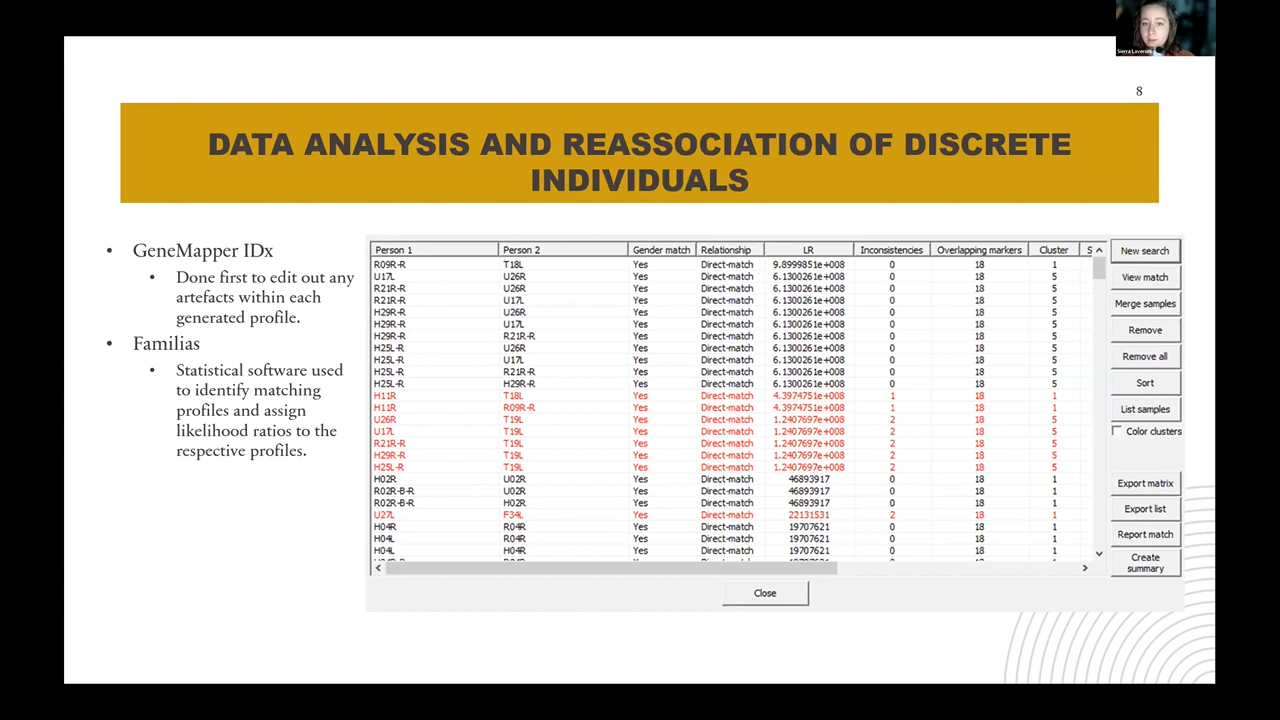 Sierra Laveroni
8
DATA ANALYSIS AND REASSOCIATION OF DISCRETE
INDIVIDUALS
• GeneMapper IDx
• Done first to edit out any
artefacts within each
generated profile.
• Familias
• Statistical software used
to identify matching
profiles and assign
likelihood ratios to the
respective profiles.
Person 1 Person 2 Gender match Relationship LR Inconsistencies Overlapping markers Cluster S
R09R-R T18L Yes Direct-match 9.8999851e+008 0 18 1
U17L U26R Yes Direct-match 6.1300261e+008 0 18 5
R21R-R U26R Yes Direct-match 6.1300261e+008 0 18 5
R21R-R U17L Yes Direct-match 6.1300261e+008 0 18 5
H29R-R U26R Yes Direct-match 6.1300261e+008 0 18 5
H29R-R U17L Yes Direct-match 6.1300261e+008 0 18 5
H29R-R R21R-R Yes Direct-match 6.1300261e+008 0 18 5
H25L-R U26R Yes Direct-match 6.1300261e+008 0 18 5
H25L-R U17L Yes Direct-match 6.1300261e+008 0 18 5
H25L-R R21R-R Yes Direct-match 6.1300261e+008 0 18 5
H25L-R H29R-R Yes Direct-match 6.1300261e+008 0 18 5
H11R T18L Yes Direct-match 4.3974751e+008 1 18 1
H11R R09R-R Yes Direct-match 4.3974751e+008 1 18 1
U26R T19L Yes Direct-match 1.2407697e+008 2 18 5
U17L T19L Yes Direct-match 1.2407697e+008 2 18 5
R21R-R T19L Yes Direct-match 1.2407697e+008 2 18 5
H29R-R T19L Yes Direct-match 1.2407697e+008 2 18 5
H25L-R T19L Yes Direct-match 1.2407697e+008 2 18 5
H02R U02R Yes Direct-match 46893917 0 18 1
R02R-B-R U02R Yes Direct-match 46893917 0 18 1
R02R-B-R H02R Yes Direct-match 46893917 0 18 1
U27L F34L Yes Direct-match 22131531 2 18 1
H04R R04R Yes Direct-match 19707621 0 18 1
H04L R04R Yes Direct-match 19707621 0 18 1
H04L H04R Yes Direct-match 19707621 0 18 1
New search
View match
Merge samples
Remove
Remove all
Sort
List samples
Color clusters
Export matrix
Export list
Report match
Create
summary
Close